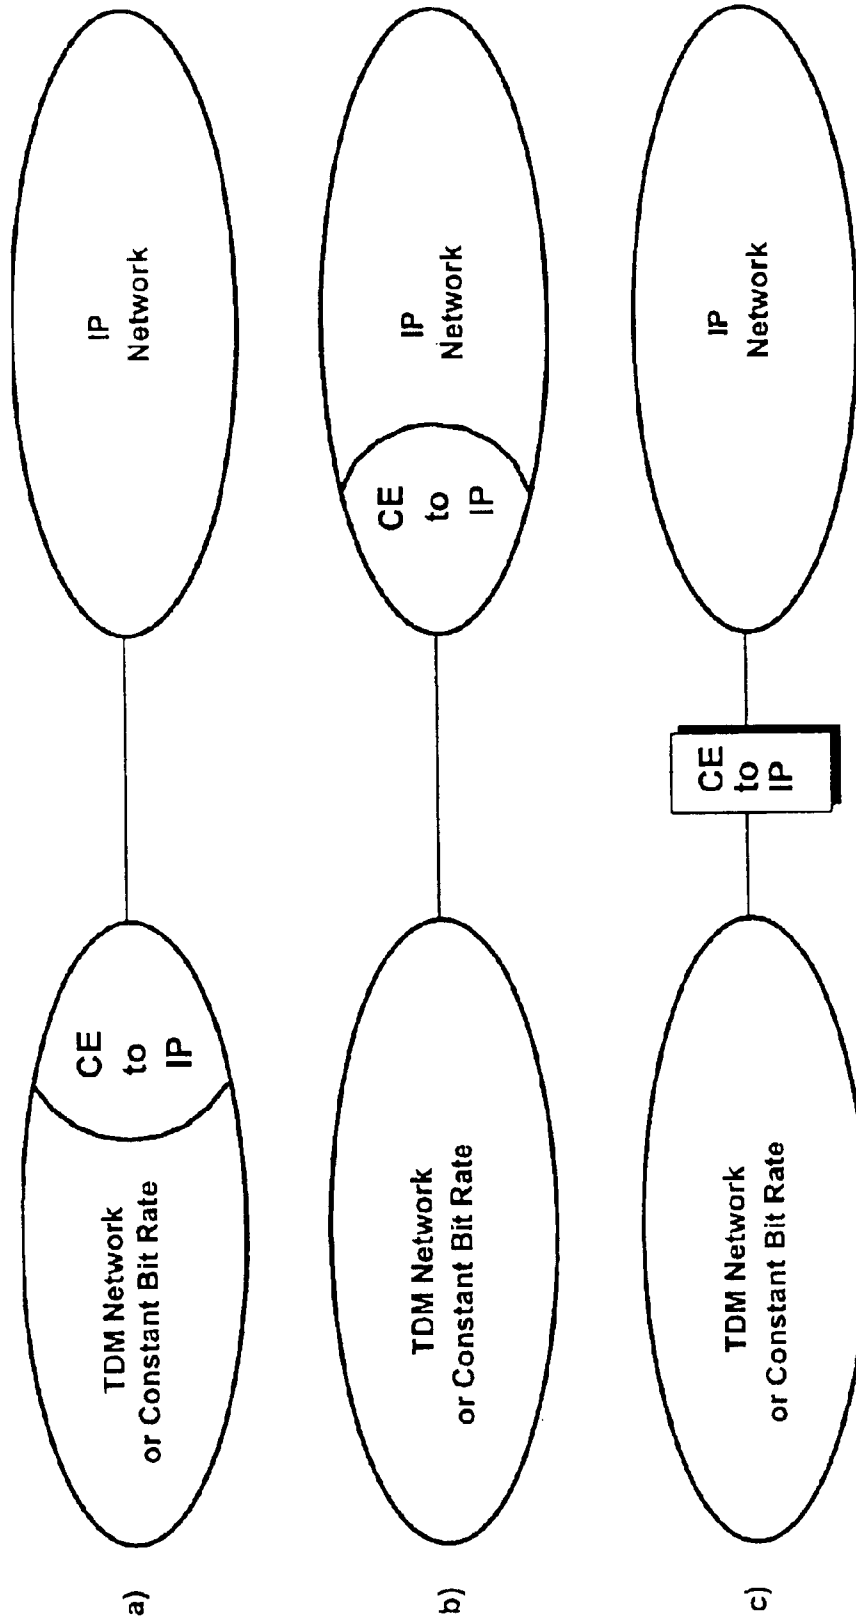 a)
TDM Network
or Constant Bit Rate
CE
to
IP
IP
Network
b)
TDM Network
or Constant Bit Rate
CE
to
IP
IP
Network
c)
TDM Network
or Constant Bit Rate
CE
to
IP
IP
Network